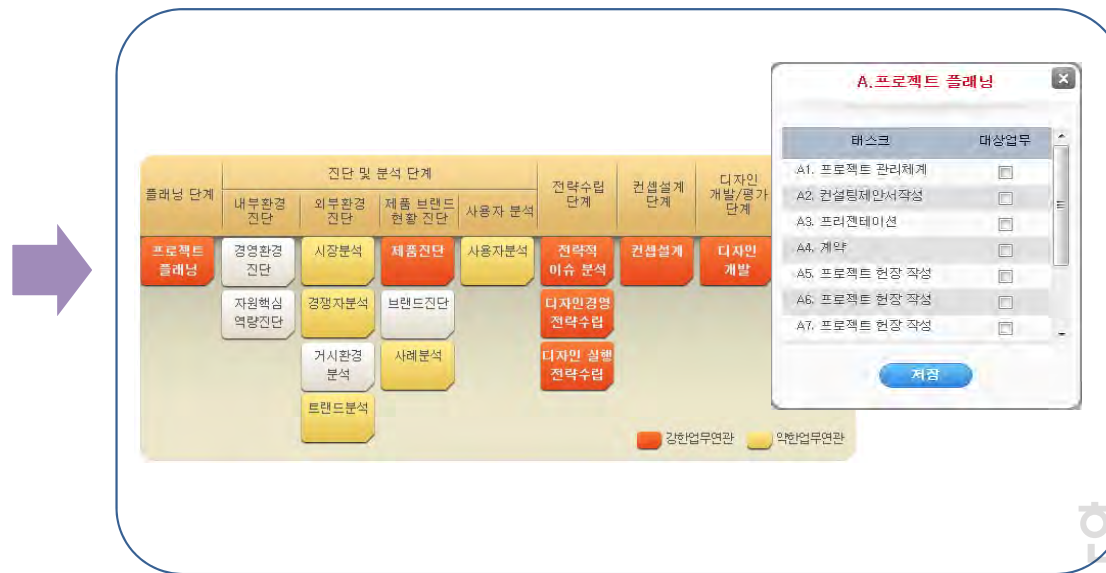 플래닝 단계
진단 및 분석 단계
내부환경
진단
외부환경
진단
제품 브랜드
현황 진단
사용자 분석
전략수립
단계
컨셉설계
단계
디자인
개발/평가
단계
프로젝트
플래닝
경영환경
진단
시장분석
제품진단
사용자분석
전략적
이슈 분석
컨셉설계
디자인
개발
자원핵심
역량진단
경쟁자분석
브랜드진단
디자인경영
전략수립
거시환경
분석
사례분석
디자인 실행
전략수립
트랜드분석
강한업무연관
약한업무연관
A.프로젝트 플래닝
태스크
대상업무
A1. 프로젝트 관리체계
A2. 컨설팅제안서작성
A3. 프리젠테이션
A4. 계약
A5. 프로젝트 헌장 작성
A6. 프로젝트 헌장 작성
A7. 프로젝트 헌장 작성
저장